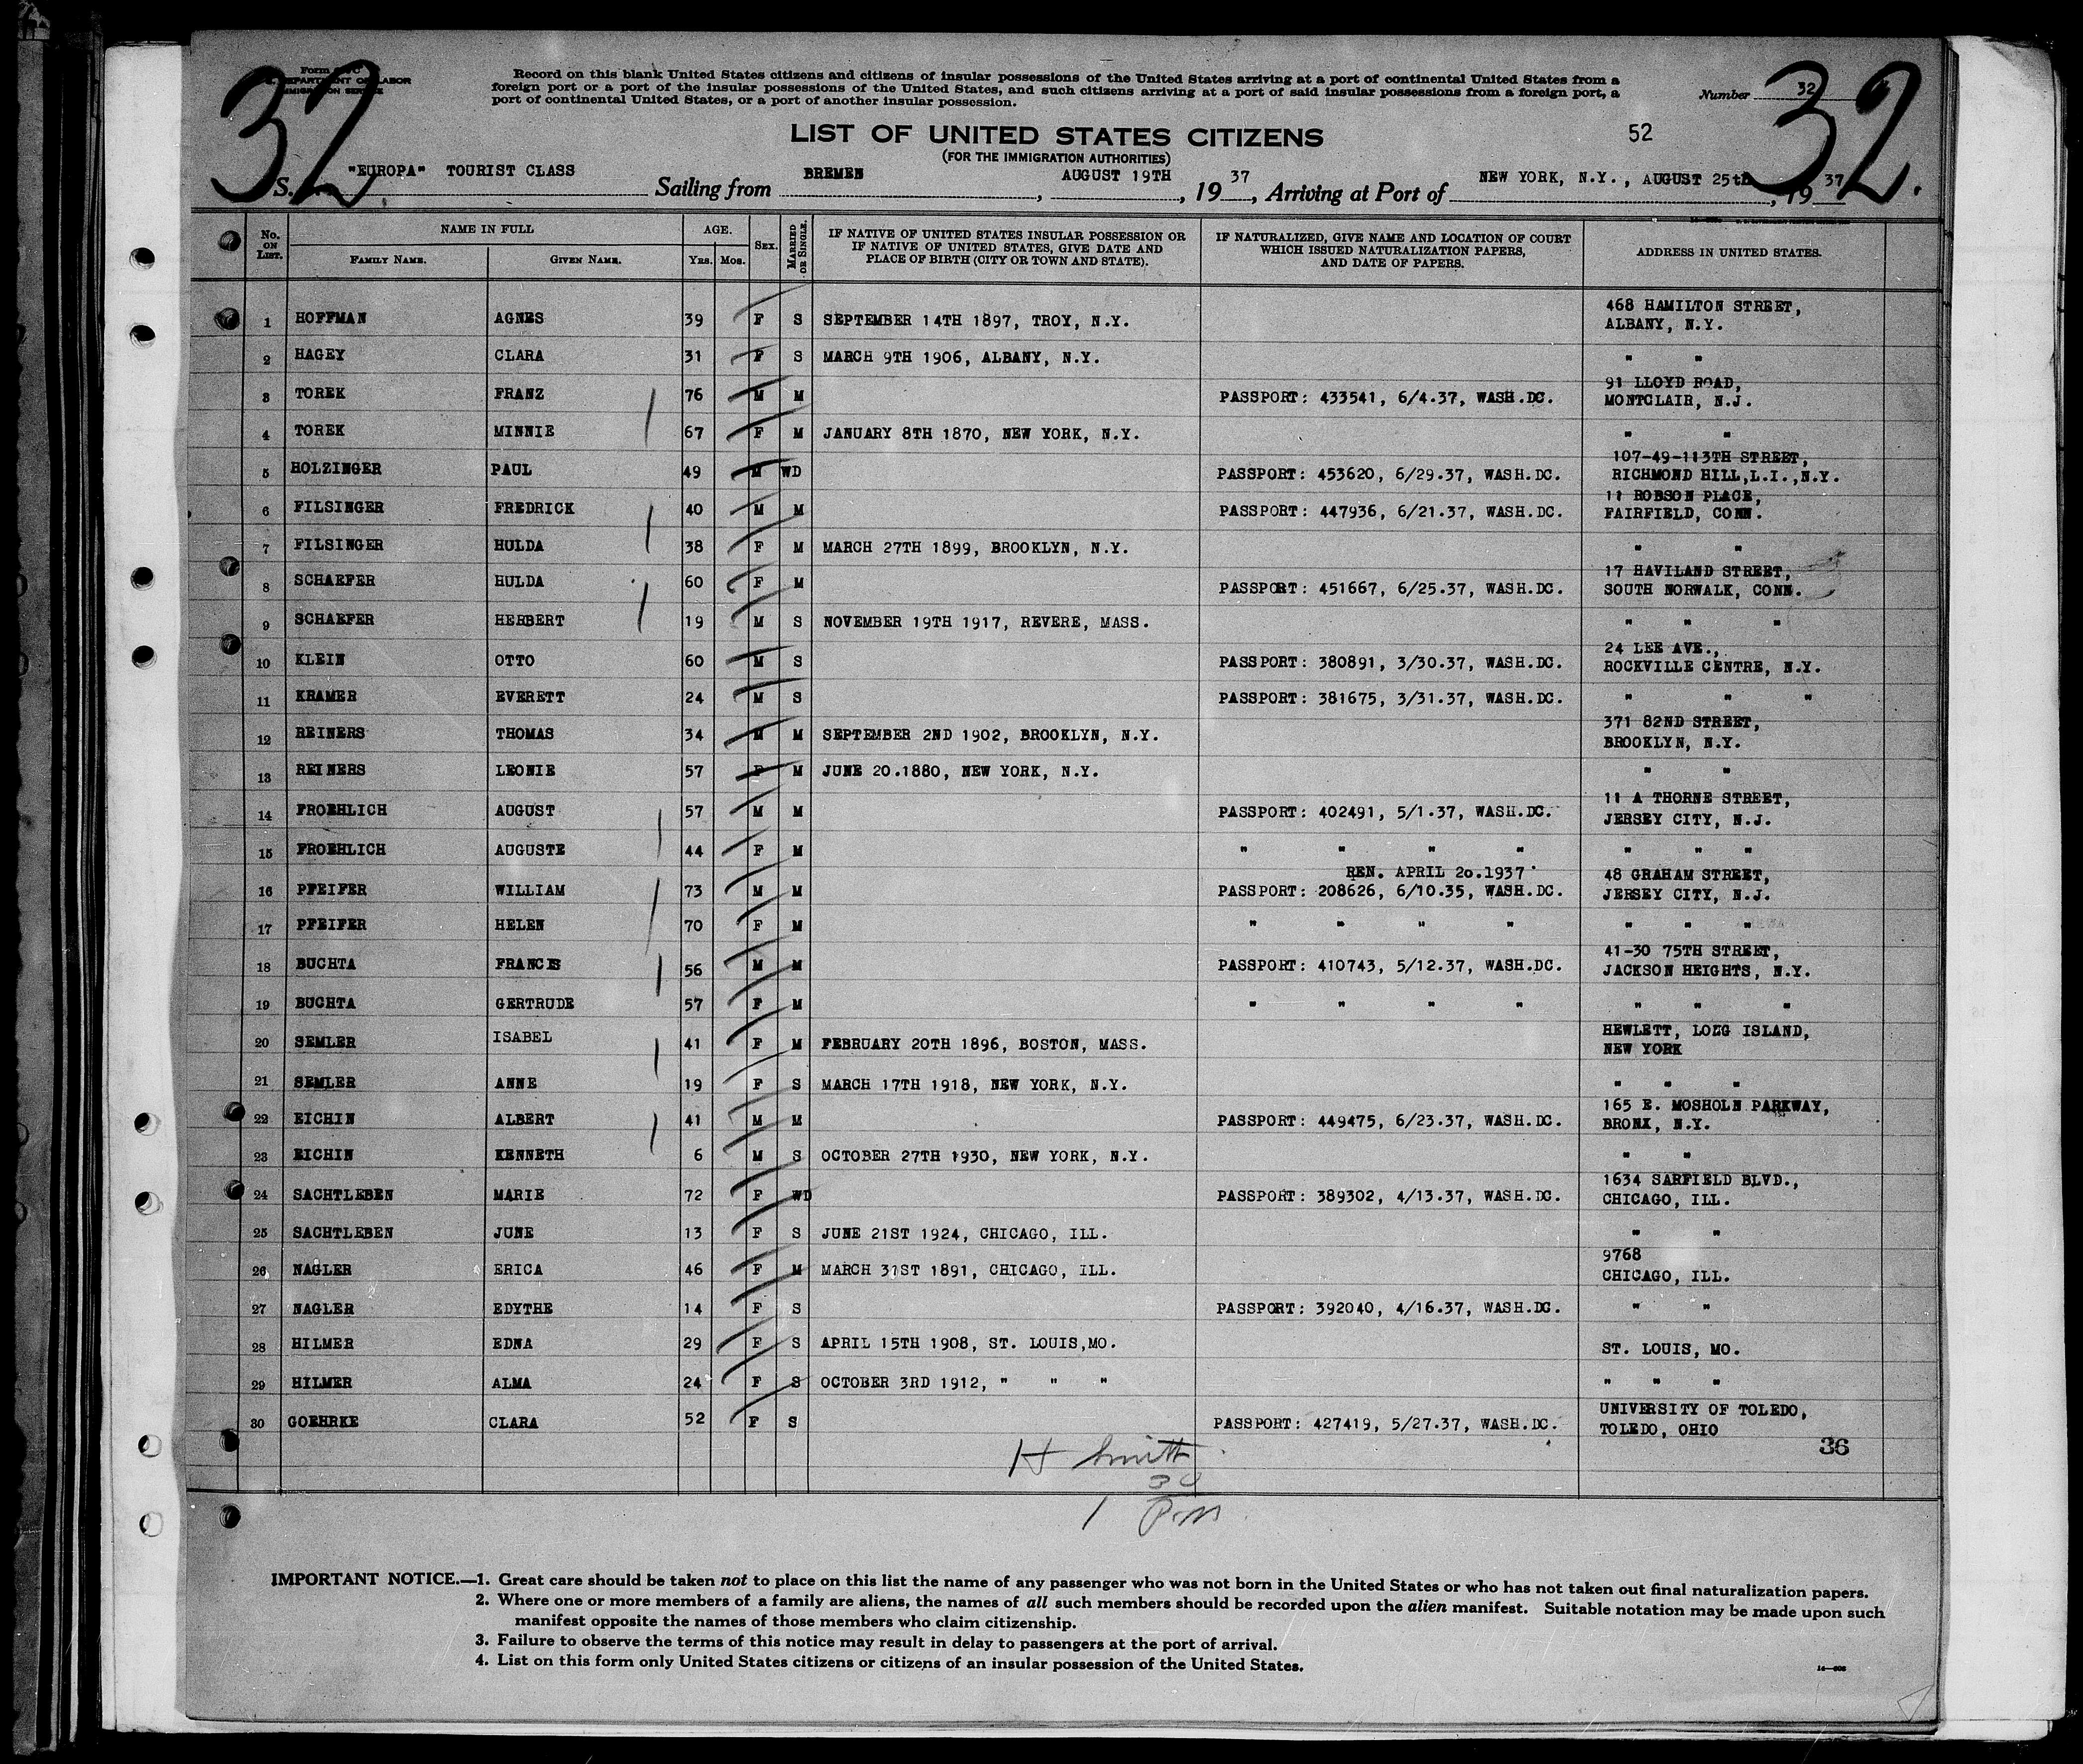 32
Form
DEPARTMENT OF LABOR
IMMIGRATION SERVICE
Record on this blank United States citizens and citizens of insular possessions of the United States arriving at a port of continental United States from a
foreign port or a port of the insular possessions of the United States, and such citizens arriving at a port of said insular possessions from a foreign port, a
port of continental United States, or a port of another insular possession.
Number 32
32.
LIST OF UNITED STATES CITIZENS
52
(FOR THE IMMIGRATION AUTHORITIES)
S. "EUROPA" TOURIST CLASS Sailing from BREMEN, AUGUST 19TH, 1937, Arriving at Port of NEW YORK, N.Y., AUGUST 25th, 1937
No. ON LIST. NAME IN FULL FAMILY NAME. GIVEN NAME. AGE. YRS. MOS. SEX. MARRIED OR SINGLE. IF NATIVE OF UNITED STATES INSULAR POSSESSION OR IF NATIVE OF UNITED STATES, GIVE DATE AND PLACE OF BIRTH (CITY OR TOWN AND STATE). IF NATURALIZED, GIVE NAME AND LOCATION OF COURT WHICH ISSUED NATURALIZATION PAPERS, AND DATE OF PAPERS. ADDRESS IN UNITED STATES.
1 HOFFMAN AGNES 39 F S SEPTEMBER 14TH 1897, TROY, N.Y. 468 HAMILTON STREET, ALBANY, N.Y.
2 HAGEY CLARA 31 F S MARCH 9TH 1906, ALBANY, N.Y. " "
3 TOREK FRANZ 76 M M PASSPORT: 433541, 6/4.37, WASH.DC. 91 LLOYD ROAD, MONTCLAIR, N.J.
4 TOREK MINNIE 67 F M JANUARY 8TH 1870, NEW YORK, N.Y. " "
5 HOLZINGER PAUL 49 M WD PASSPORT: 453620, 6/29.37, WASH.DC. 107-49-113TH STREET, RICHMOND HILL,L.I.,N.Y.
6 FILSINGER FREDRICK 40 M M PASSPORT: 447936, 6/21.37, WASH.DC. 11 ROBSON PLACE, FAIRFIELD, CONN.
7 FILSINGER HULDA 38 F M MARCH 27TH 1899, BROOKLYN, N.Y. " "
8 SCHAEFER HULDA 60 F M PASSPORT: 451667, 6/25.37, WASH.DC. 17 HAVILAND STREET, SOUTH NORWALK, CONN.
9 SCHAEFER HERBERT 19 M S NOVEMBER 19TH 1917, REVERE, MASS. " " "
10 KLEIN OTTO 60 M S PASSPORT: 380891, 3/30.37, WASH.DC. 24 LEE AVE., ROCKVILLE CENTRE, N.Y.
11 KRAMER EVERETT 24 M S PASSPORT: 381675, 3/31.37, WASH.DC. " " "
12 REINERS THOMAS 34 M M SEPTEMBER 2ND 1902, BROOKLYN, N.Y. 371 82ND STREET, BROOKLYN, N.Y.
13 REINERS LEONIE 57 F M JUNE 20.1880, NEW YORK, N.Y. " "
14 FROEHLICH AUGUST 57 M M PASSPORT: 402491, 5/1.37, WASH.DC. 11 A THORNE STREET, JERSEY CITY, N.J.
15 FROEHLICH AUGUSTE 44 F M " " " " " " "
16 PFEIFER WILLIAM 73 M M REN. APRIL 20.1937 PASSPORT: 208626, 6/10.35, WASH.DC. 48 GRAHAM STREET, JERSEY CITY, N.J.
17 PFEIFER HELEN 70 F M " " " " " " "
18 BUCHTA FRANCIS 56 M M PASSPORT: 410743, 5/12.37, WASH.DC. 41-30 75TH STREET, JACKSON HEIGHTS, N.Y.
19 BUCHTA GERTRUDE 57 F M " " " " " " "
20 SEMLER ISABEL 41 F M FEBRUARY 20TH 1896, BOSTON, MASS. HEWLETT, LONG ISLAND, NEW YORK
21 SEMLER ANNE 19 F S MARCH 17TH 1918, NEW YORK, N.Y. " " "
22 EICHIN ALBERT 41 M M PASSPORT: 449475, 6/23.37, WASH.DC. 165 E. MOSHOLN PARKWAY, BRONX, N.Y.
23 EICHIN KENNETH 6 M S OCTOBER 27TH 1930, NEW YORK, N.Y. " "
24 SACHTLEBEN MARIE 72 F WD PASSPORT: 389302, 4/13.37, WASH.DC. 1634 SARFIELD BLVD., CHICAGO, ILL.
25 SACHTLEBEN JUNE 13 F S JUNE 21ST 1924, CHICAGO, ILL. " "
26 NAGLER ERICA 46 F M MARCH 31ST 1891, CHICAGO, ILL. 9768 CHICAGO, ILL.
27 NAGLER EDYTHE 14 F S PASSPORT: 392040, 4/16.37, WASH.DC. " "
28 HILMER EDNA 29 F S APRIL 15TH 1908, ST. LOUIS,MO. ST. LOUIS, MO.
29 HILMER ALMA 24 F S OCTOBER 3RD 1912, " " " " " "
30 GOEHRKE CLARA 52 F S PASSPORT: 427419, 5/27.37, WASH.DC. UNIVERSITY OF TOLEDO, TOLEDO, OHIO
36
H Smith
30
IMPORTANT NOTICE.—1. Great care should be taken not to place on this list the name of any passenger who was not born in the United States or who has not taken out final naturalization papers.
2. Where one or more members of a family are aliens, the names of all such members should be recorded upon the alien manifest. Suitable notation may be made upon such
manifest opposite the names of those members who claim citizenship.
3. Failure to observe the terms of this notice may result in delay to passengers at the port of arrival.
4. List on this form only United States citizens or citizens of an insular possession of the United States.